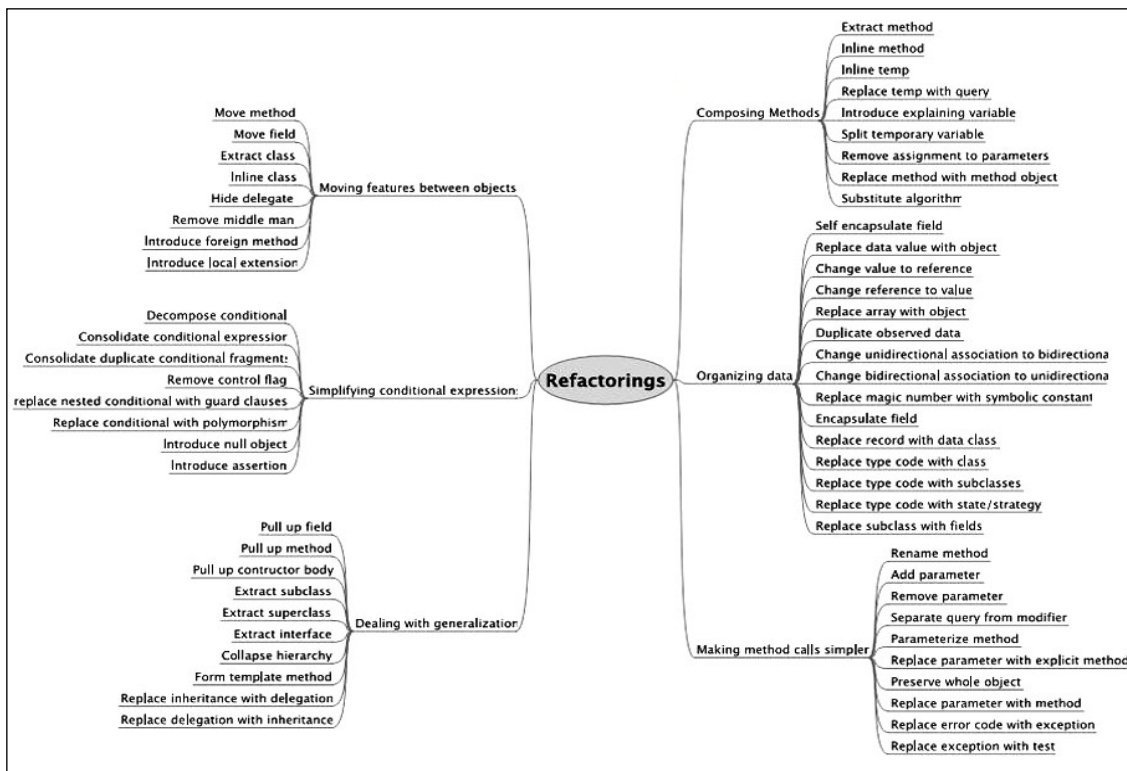 Refactorings
Moving features between objects
Move method
Move field
Extract class
Inline class
Hide delegate
Remove middle man
Introduce foreign method
Introduce local extension
Simplifying conditional expression:
Decompose conditional
Consolidate conditional expression
Consolidate duplicate conditional fragment:
Remove control flag
replace nested conditional with guard clauses
Replace conditional with polymorphism
Introduce null object
Introduce assertion
Dealing with generalization
Pull up field
Pull up method
Pull up contructor body
Extract subclass
Extract superclass
Extract interface
Collapse hierarchy
Form template method
Replace inheritance with delegation
Replace delegation with inheritance
Composing Methods
Extract method
Inline method
Inline temp
Replace temp with query
Introduce explaining variable
Split temporary variable
Remove assignment to parameters
Replace method with method object
Substitute algorithm
Organizing data
Self encapsulate field
Replace data value with object
Change value to reference
Change reference to value
Replace array with object
Duplicate observed data
Change unidirectional association to bidirectiona
Change bidirectional association to unidirectiona
Replace magic number with symbolic constant
Encapsulate field
Replace record with data class
Replace type code with class
Replace type code with subclasses
Replace type code with state/strategy
Replace subclass with fields
Making method calls simpler
Rename method
Add parameter
Remove parameter
Separate query from modifier
Parameterize method
Replace parameter with explicit method
Preserve whole object
Replace parameter with method
Replace error code with exception
Replace exception with test